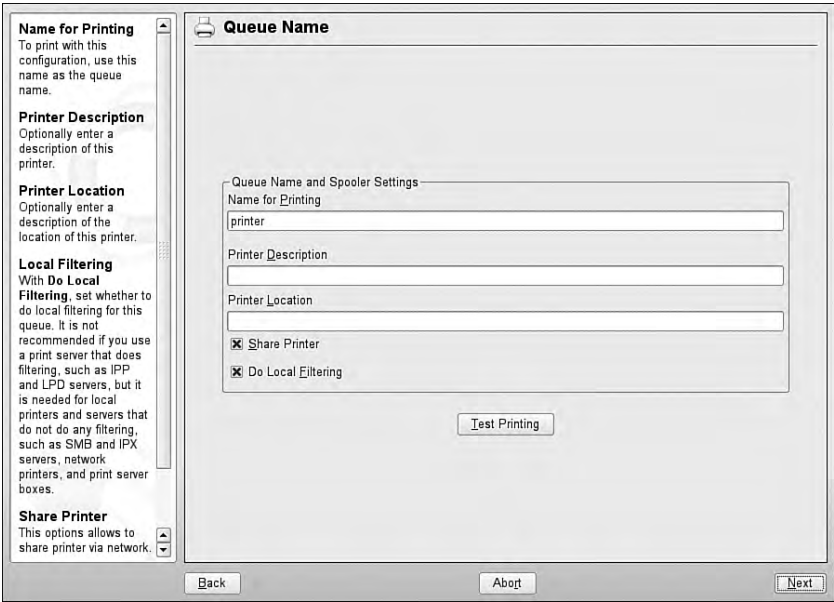 Name for Printing
To print with this
configuration, use this
name as the queue
name.
Printer Description
Optionally enter a
description of this
printer.
Printer Location
Optionally enter a
description of the
location of this printer.
Local Filtering
With Do Local
Filtering, set whether to
do local filtering for this
queue. It is not
recommended if you use
a print server that does
filtering, such as IPP
and LPD servers, but it
is needed for local
printers and servers that
do not do any filtering,
such as SMB and IPX
servers, network
printers, and print server
boxes.
Share Printer
This options allows to
share printer via network.
Queue Name
Queue Name and Spooler Settings
Name for Printing
printer
Printer Description
Printer Location
Share Printer
Do Local Filtering
Test Printing
Back
Abort
Next